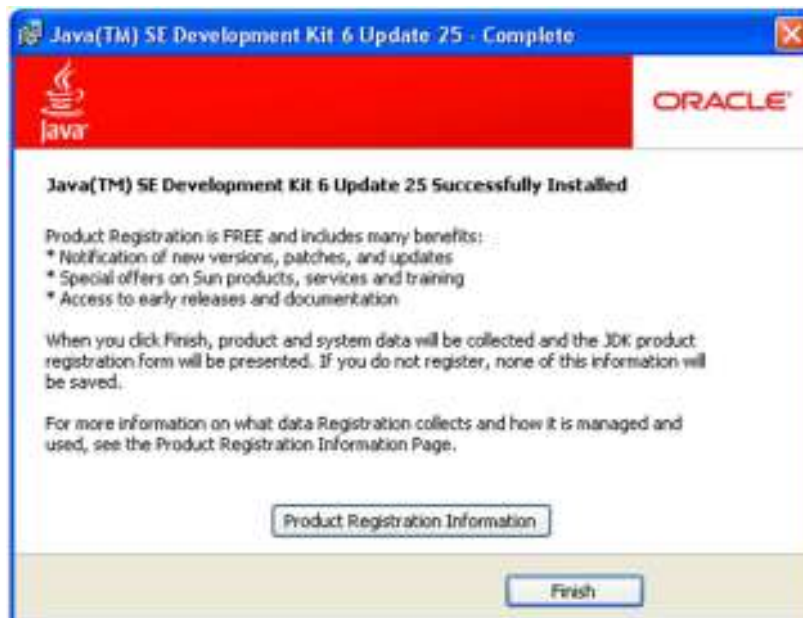 Java(TM) SE Development Kit 6 Update 25 - Complete
Java
ORACLE
Java(TM) SE Development Kit 6 Update 25 Successfully Installed
Product Registration is FREE and includes many benefits:
* Notification of new versions, patches, and updates
* Special offers on Sun products, services and training
* Access to early releases and documentation
When you click Finish, product and system data will be collected and the JDK product
registration form will be presented. If you do not register, none of this information will
be saved.
For more information on what data Registration collects and how it is managed and
used, see the Product Registration Information Page.
Product Registration Information
Finish